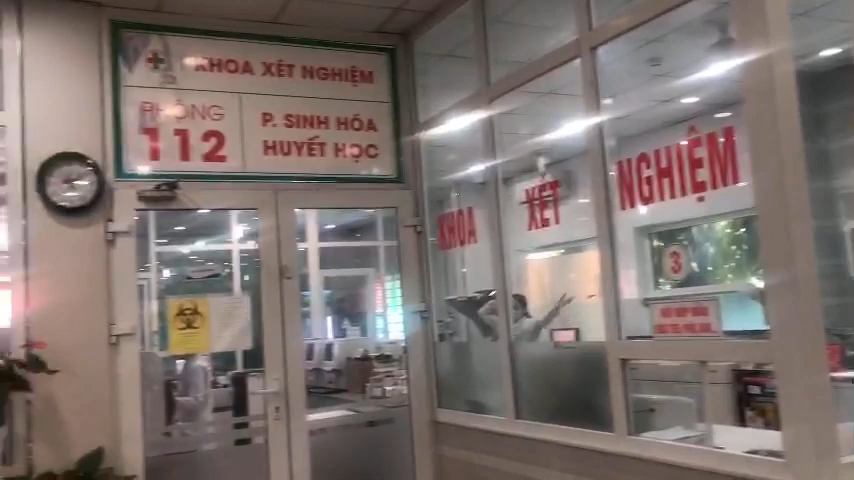 KHOA XÉT NGHIỆM
PHÒNG
112
P. SINH HÓA
HUYẾT HỌC
KHOA XÉT NGHIỆM
3